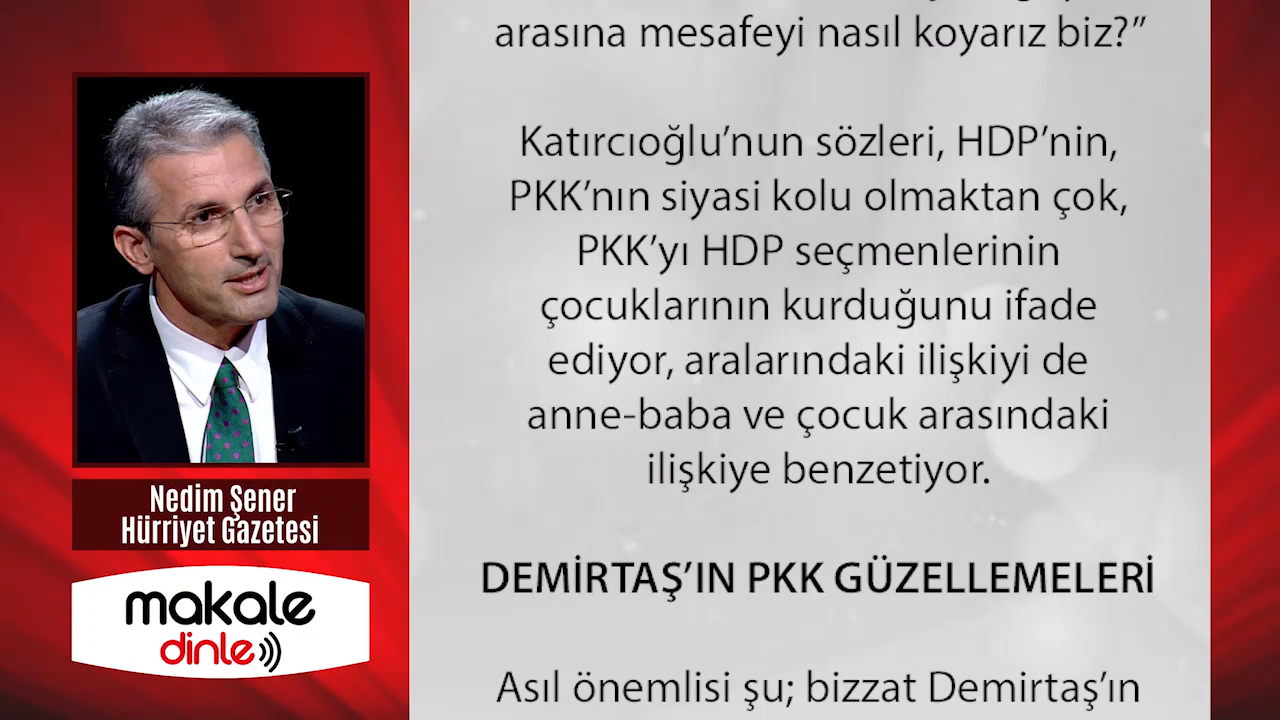 arasına mesafeyi nasıl koyarız biz?”
Katırcıoğlu’nun sözleri, HDP’nin,
PKK’nın siyasi kolu olmaktan çok,
PKK’yı HDP seçmenlerinin
çocuklarının kurduğunu ifade
ediyor, aralarındaki ilişkiyi de
anne-baba ve çocuk arasındaki
ilişkiye benzetiyor.
DEMİRTAŞ’IN PKK GÜZELLEMELERİ
Asıl önemlisi şu; bizzat Demirtaş’ın
Nedim Şener
Hürriyet Gazetesi
makale
dinle